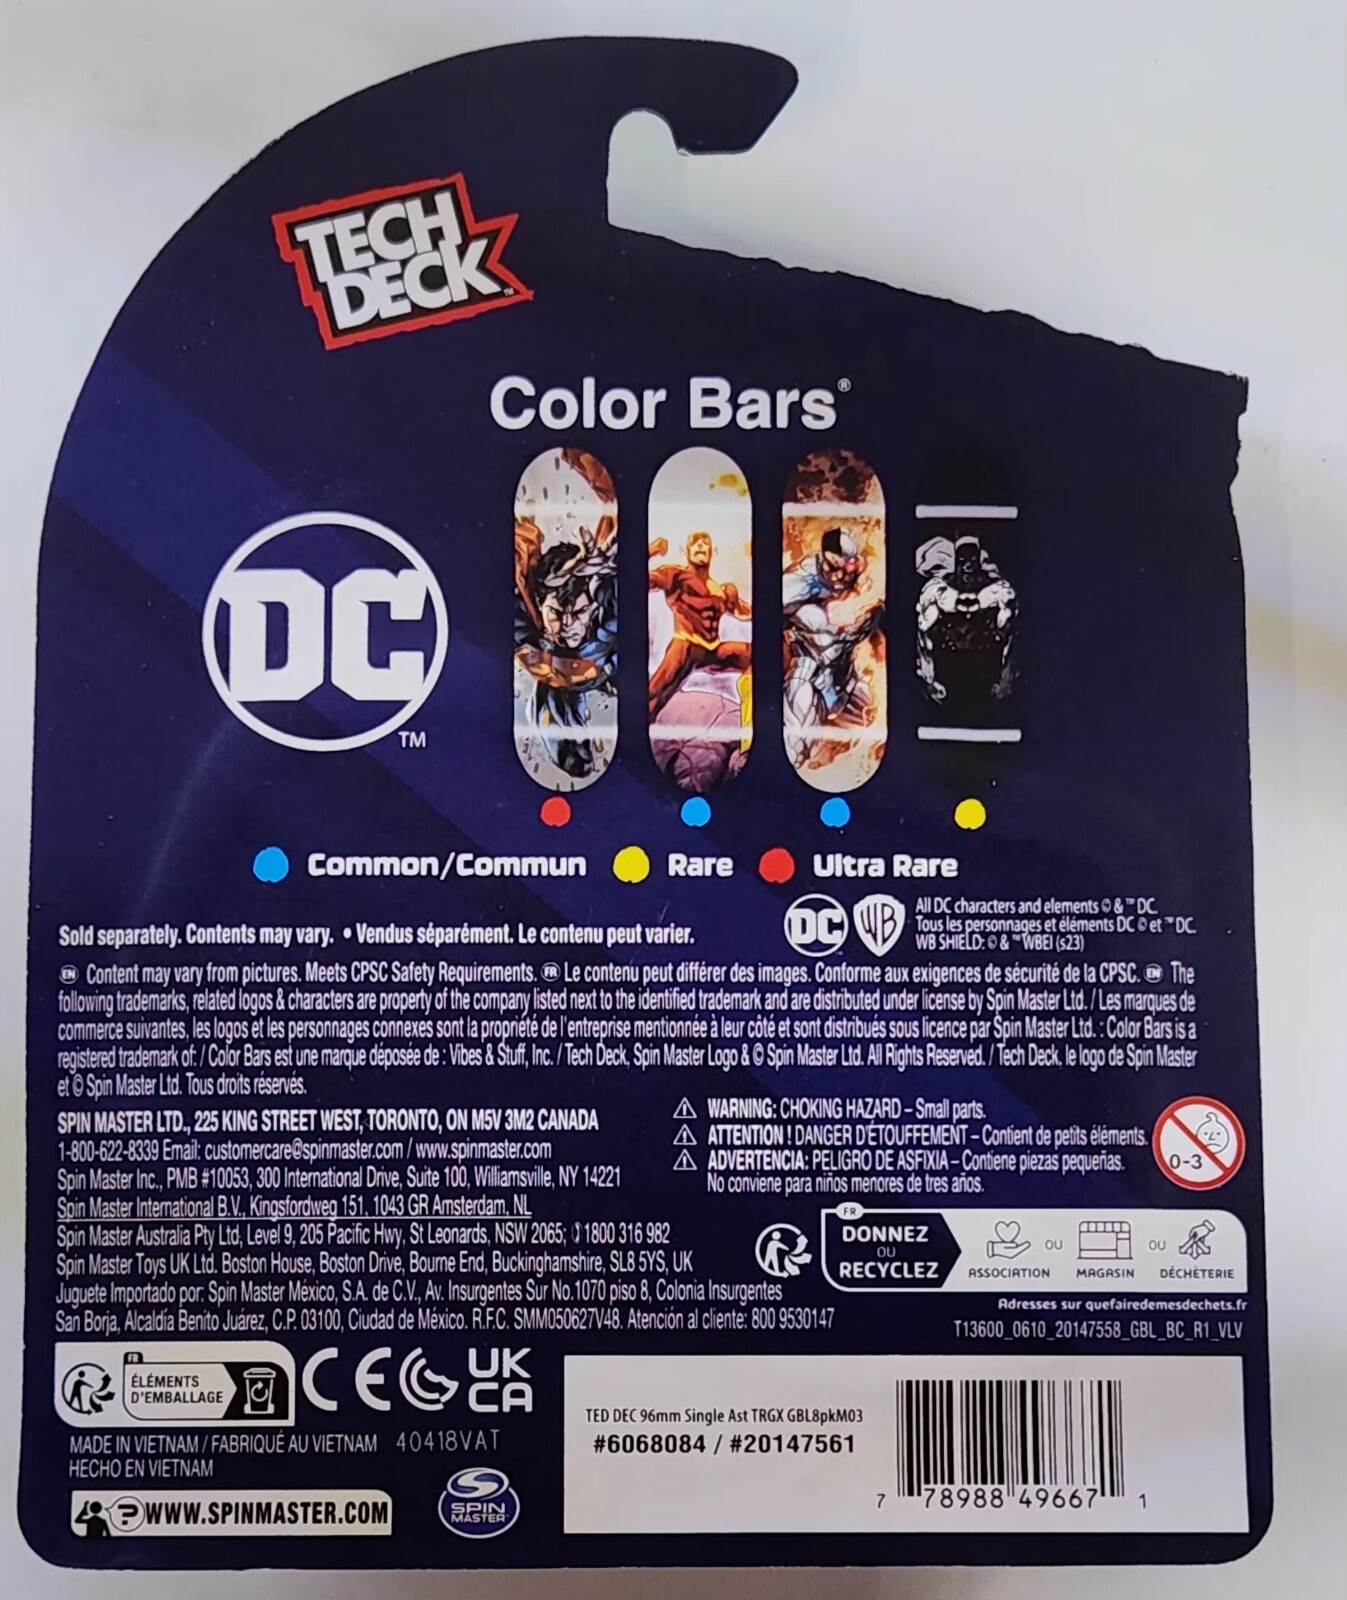 TECH
DECK™
Color Bars®
DC™
Common/Commun Rare Ultra Rare
Sold separately. Contents may vary. • Vendus séparément. Le contenu peut varier.
DC WB
All DC characters and elements © & ™ DC.
Tous les personnages et éléments DC © et ™ DC.
WB SHIELD: © & ™ WBEI (s23)
EN Content may vary from pictures. Meets CPSC Safety Requirements. FR Le contenu peut différer des images. Conforme aux exigences de sécurité de la CPSC. EN The
following trademarks, related logos & characters are property of the company listed next to the identified trademark and are distributed under license by Spin Master Ltd. / Les marques de
commerce suivantes, les logos et les personnages connexes sont la propriété de l'entreprise mentionnée à leur côté et sont distribués sous licence par Spin Master Ltd. : Color Bars is a
registered trademark of: / Color Bars est une marque déposée de : Vibes & Stuff, Inc. / Tech Deck, Spin Master Logo & © Spin Master Ltd. All Rights Reserved. / Tech Deck, le logo de Spin Master
et © Spin Master Ltd. Tous droits réservés.
SPIN MASTER LTD., 225 KING STREET WEST, TORONTO, ON M5V 3M2 CANADA
1-800-622-8339 Email: customercare@spinmaster.com / www.spinmaster.com
Spin Master Inc., PMB #10053, 300 International Drive, Suite 100, Williamsville, NY 14221
Spin Master International B.V., Kingsfordweg 151, 1043 GR Amsterdam, NL
Spin Master Australia Pty Ltd, Level 9, 205 Pacific Hwy, St Leonards, NSW 2065; ✆1800 316 982
Spin Master Toys UK Ltd. Boston House, Boston Drive, Bourne End, Buckinghamshire, SL8 5YS, UK
Juguete Importado por: Spin Master México, S.A. de C.V., Av. Insurgentes Sur No.1070 piso 8, Colonia Insurgentes
San Borja, Alcaldía Benito Juárez, C.P. 03100, Ciudad de México. R.F.C. SMM050627V48. Atención al cliente: 800 9530147
⚠ WARNING: CHOKING HAZARD – Small parts.
⚠ ATTENTION ! DANGER D'ÉTOUFFEMENT – Contient de petits éléments.
⚠ ADVERTENCIA: PELIGRO DE ASFIXIA – Contiene piezas pequeñas.
No conviene para niños menores de tres años.
0-3
FR
DONNEZ
OU
RECYCLEZ
ASSOCIATION OU MAGASIN OU DÉCHÈTERIE
Adresses sur quefairedemesdechets.fr
T13600_0610_20147558_GBL_BC_R1_VLV
FR
ÉLÉMENTS
D'EMBALLAGE
CE
UK
CA
MADE IN VIETNAM / FABRIQUÉ AU VIETNAM 40418VAT
HECHO EN VIETNAM
? WWW.SPINMASTER.COM
SPIN
MASTER™
TED DEC 96mm Single Ast TRGX GBL8pkM03
#6068084 / #20147561
7 78988 49667 1